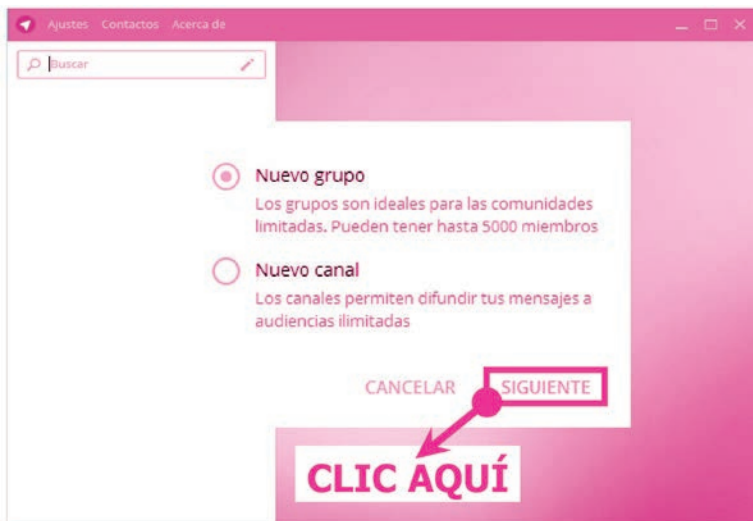 Ajustes Contactos Acerca de
Buscar
Nuevo grupo
Los grupos son ideales para las comunidades
limitadas. Pueden tener hasta 5000 miembros
Nuevo canal
Los canales permiten difundir tus mensajes a
audiencias ilimitadas
CANCELAR SIGUIENTE
CLIC AQUÍ